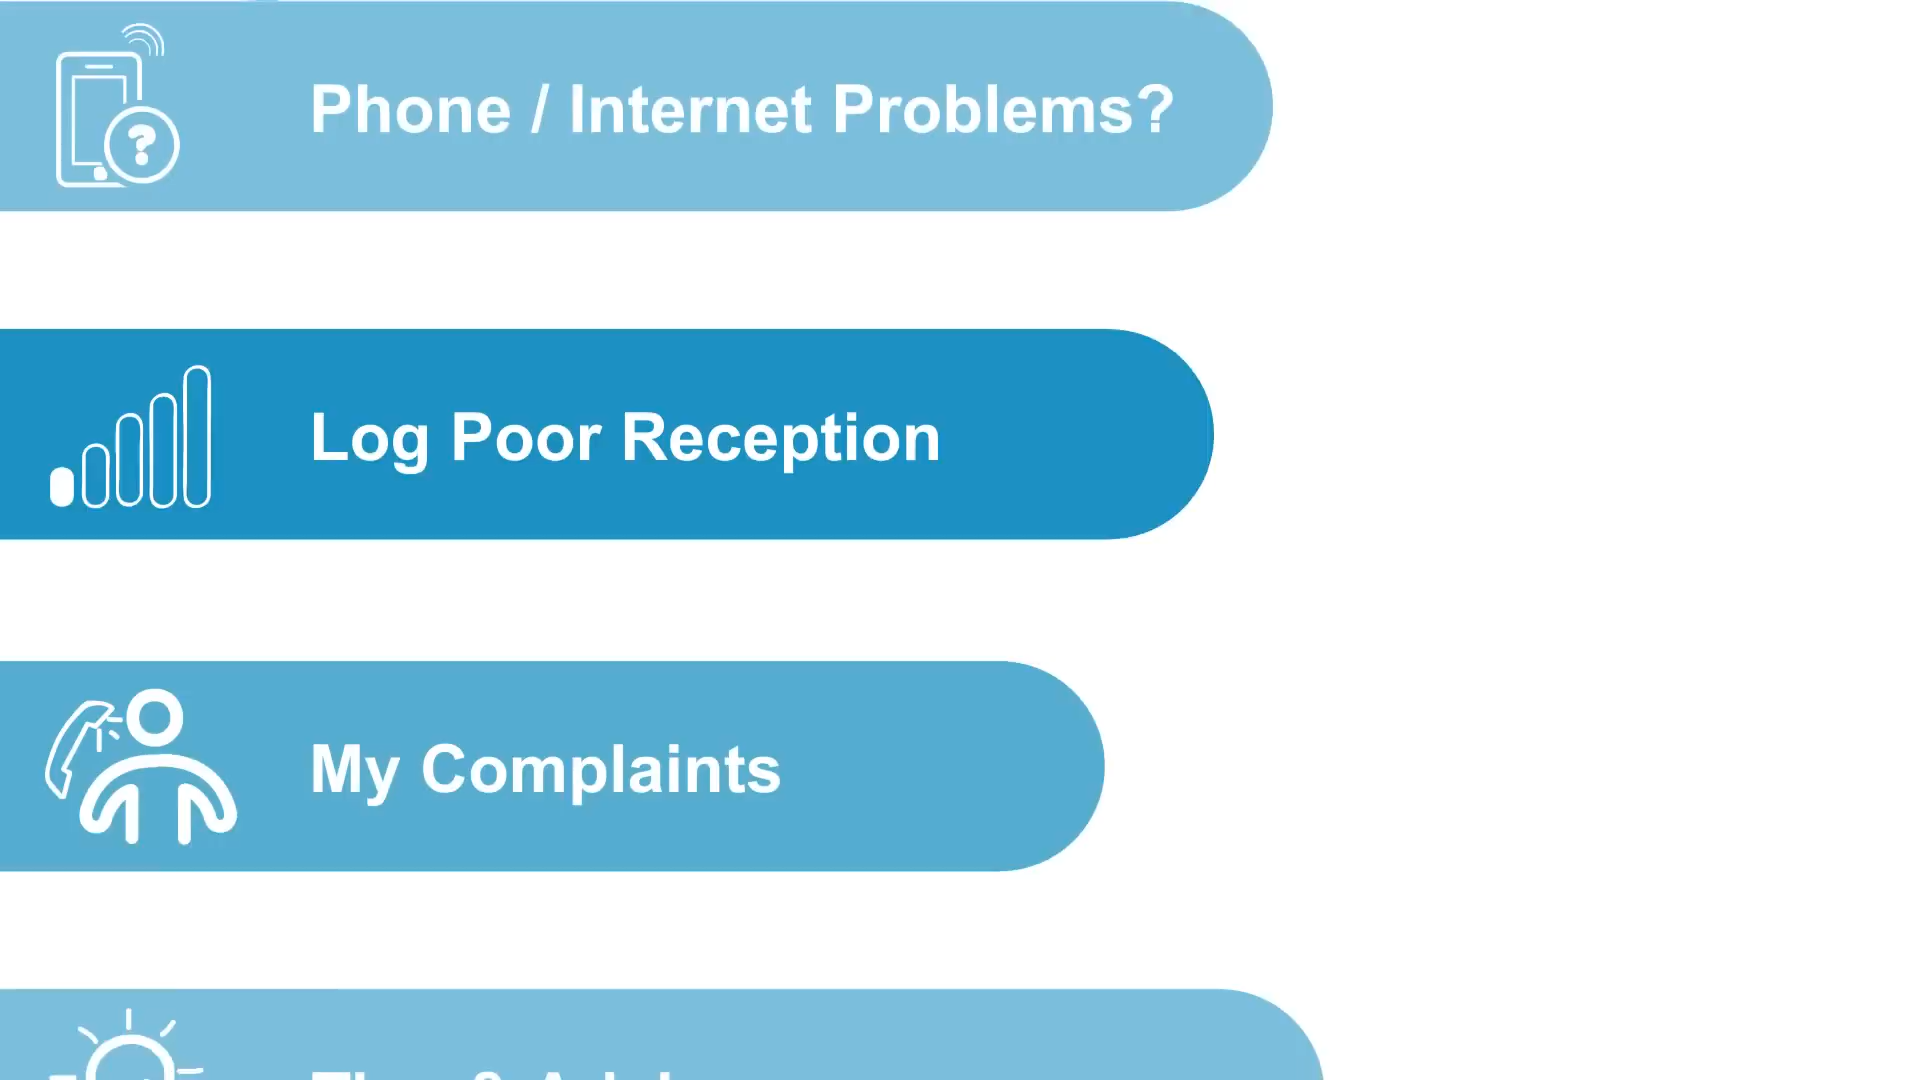 Phone / Internet Problems?
Log Poor Reception
My Complaints